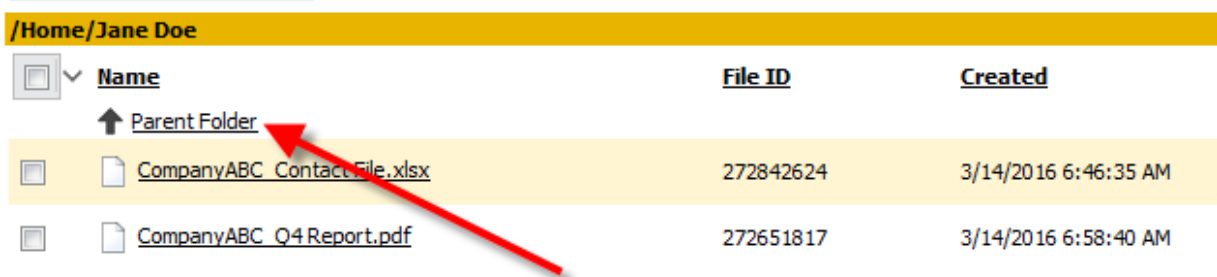 /Home/Jane Doe
Name File ID Created
Parent Folder
CompanyABC_Contact File.xlsx 272842624 3/14/2016 6:46:35 AM
CompanyABC_Q4 Report.pdf 272651817 3/14/2016 6:58:40 AM